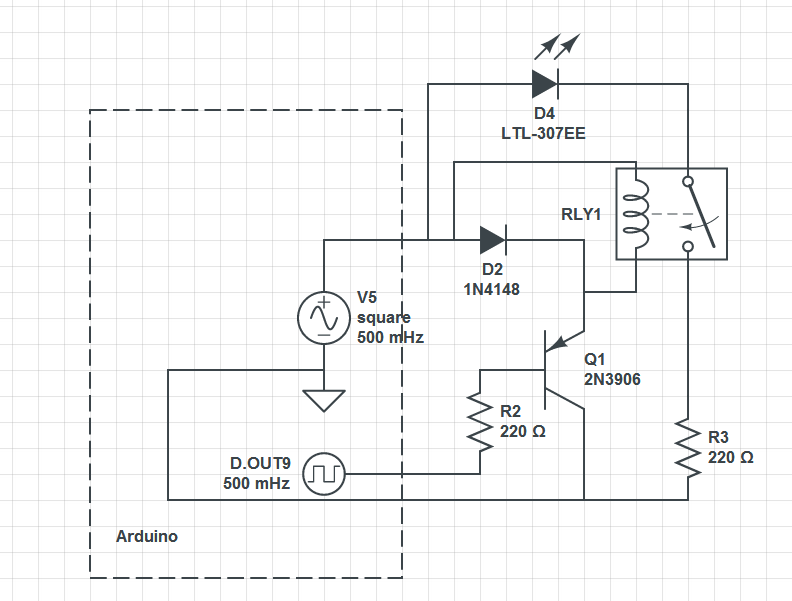 D4
LTL-307EE
RLY1
D2
1N4148
V5
square
500 mHz
Q1
2N3906
R2
220 Ω
R3
220 Ω
D.OUT9
500 mHz
Arduino